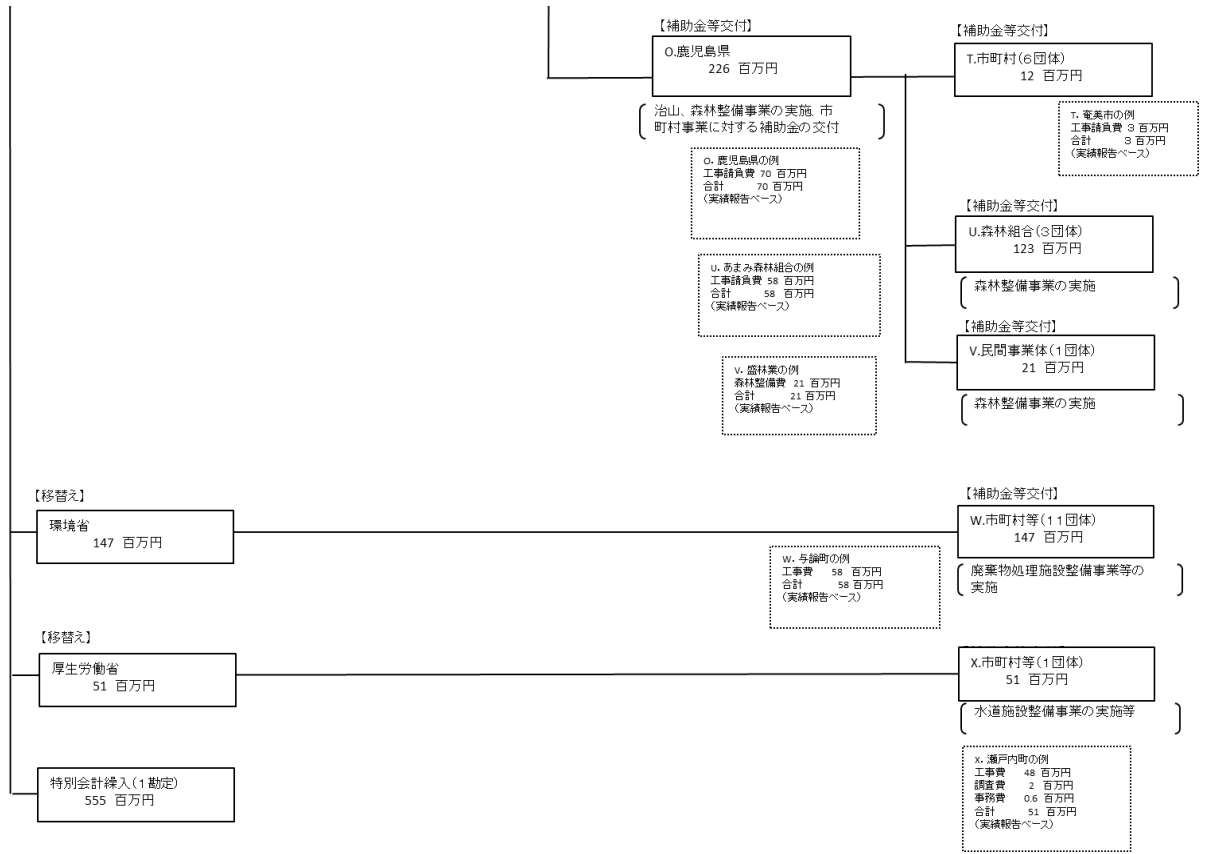 【補助金等交付】
O.鹿児島県
226 百万円
治山、森林整備事業の実施、市
町村事業に対する補助金の交付
O. 鹿児島県の例
工事請負費 70 百万円
合計 70 百万円
(実績報告ベース)
【補助金等交付】
T.市町村(6団体)
12 百万円
T. 奄美市の例
工事請負費 3 百万円
合計 3 百万円
(実績報告ベース)
【補助金等交付】
U.森林組合(3団体)
123 百万円
森林整備事業の実施
U. あまみ森林組合の例
工事請負費 58 百万円
合計 58 百万円
(実績報告ベース)
【補助金等交付】
V.民間事業体(1団体)
21 百万円
森林整備事業の実施
V. 盛林業の例
森林整備費 21 百万円
合計 21 百万円
(実績報告ベース)
【移替え】
環境省
147 百万円
【補助金等交付】
W.市町村等(11団体)
147 百万円
廃棄物処理施設整備事業等の
実施
W. 与論町の例
工事費 58 百万円
合計 58 百万円
(実績報告ベース)
【移替え】
厚生労働省
51 百万円
X.市町村等(1団体)
51 百万円
水道施設整備事業の実施等
X. 瀬戸内町の例
工事費 48 百万円
調査費 2 百万円
事務費 0.6 百万円
合計 51 百万円
(実績報告ベース)
特別会計繰入(1勘定)
555 百万円